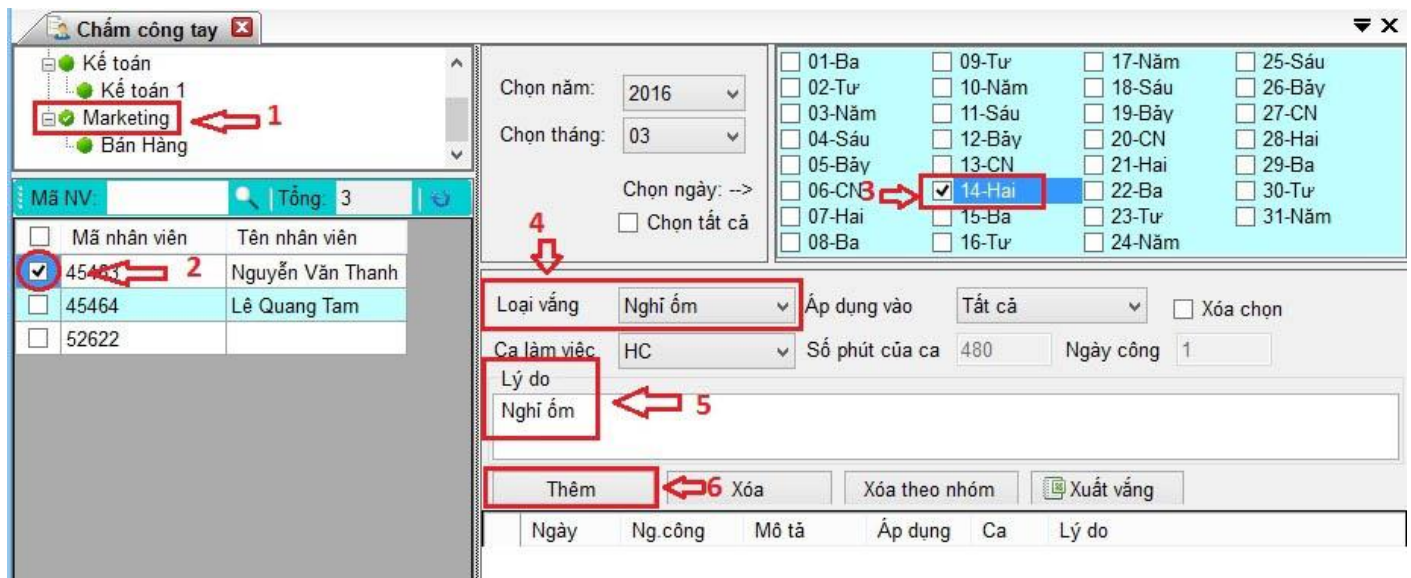 Chấm công tay
Kế toán
Kế toán 1
Marketing
1
Bán Hàng
Mã NV:
Tổng: 3
Mã nhân viên Tên nhân viên
2 Nguyễn Văn Thanh
45464 Lê Quang Tam
52622
Chọn năm: 2016
Chọn tháng: 03
Chọn ngày: -->
Chọn tất cả
01-Ba 09-Tư 17-Năm 25-Sáu
02-Tư 10-Năm 18-Sáu 26-Bảy
03-Năm 11-Sáu 19-Bảy 27-CN
04-Sáu 12-Bảy 20-CN 28-Hai
05-Bảy 13-CN 21-Hai 29-Ba
06-CN 3 14-Hai 22-Ba 30-Tư
07-Hai 15-Ba 23-Tư 31-Năm
08-Ba 16-Tư 24-Năm
4
Loại vắng Nghỉ ốm Áp dụng vào Tất cả Xóa chọn
Ca làm việc HC Số phút của ca 480 Ngày công 1
Lý do
Nghỉ ốm
5
Thêm 6 Xóa Xóa theo nhóm Xuất vắng
Ngày Ng.công Mô tả Áp dụng Ca Lý do